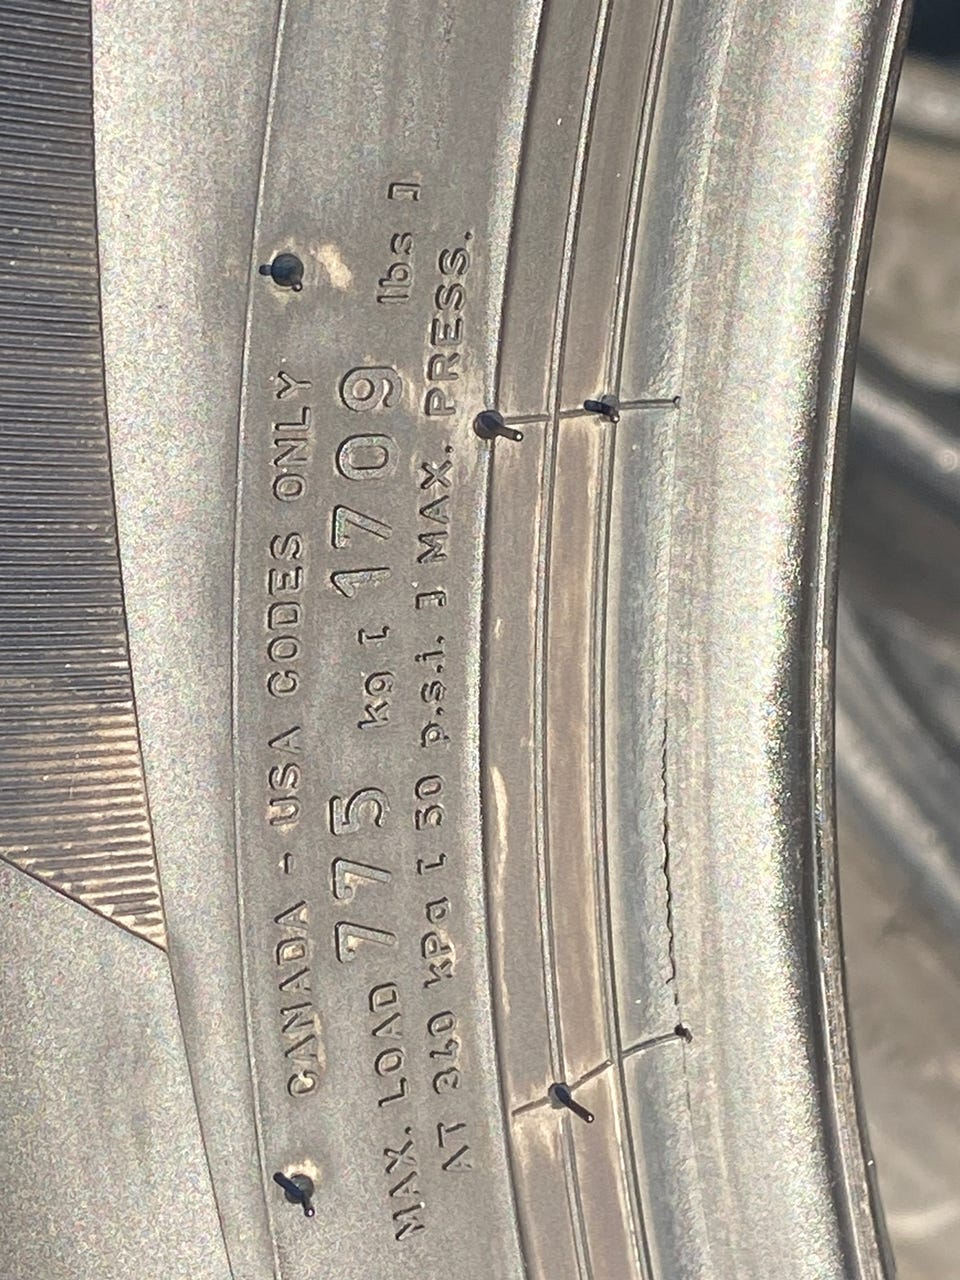 CANADA - USA CODES ONLY
MAX. LOAD 775 kg [ 1709 lbs ]
AT 340 kPa [ 50 p.s.i. ] MAX. PRESS.